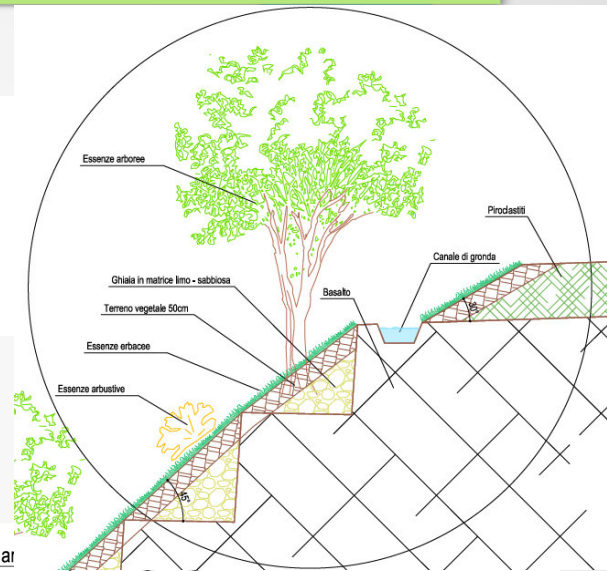 Essenze arboree
Piroclastiti
Canale di gronda
Ghiaia in matrice limo - sabbiosa
Basalto
Terreno vegetale 50cm
30°
Essenze erbacee
Essenze arbustive
45°
ar